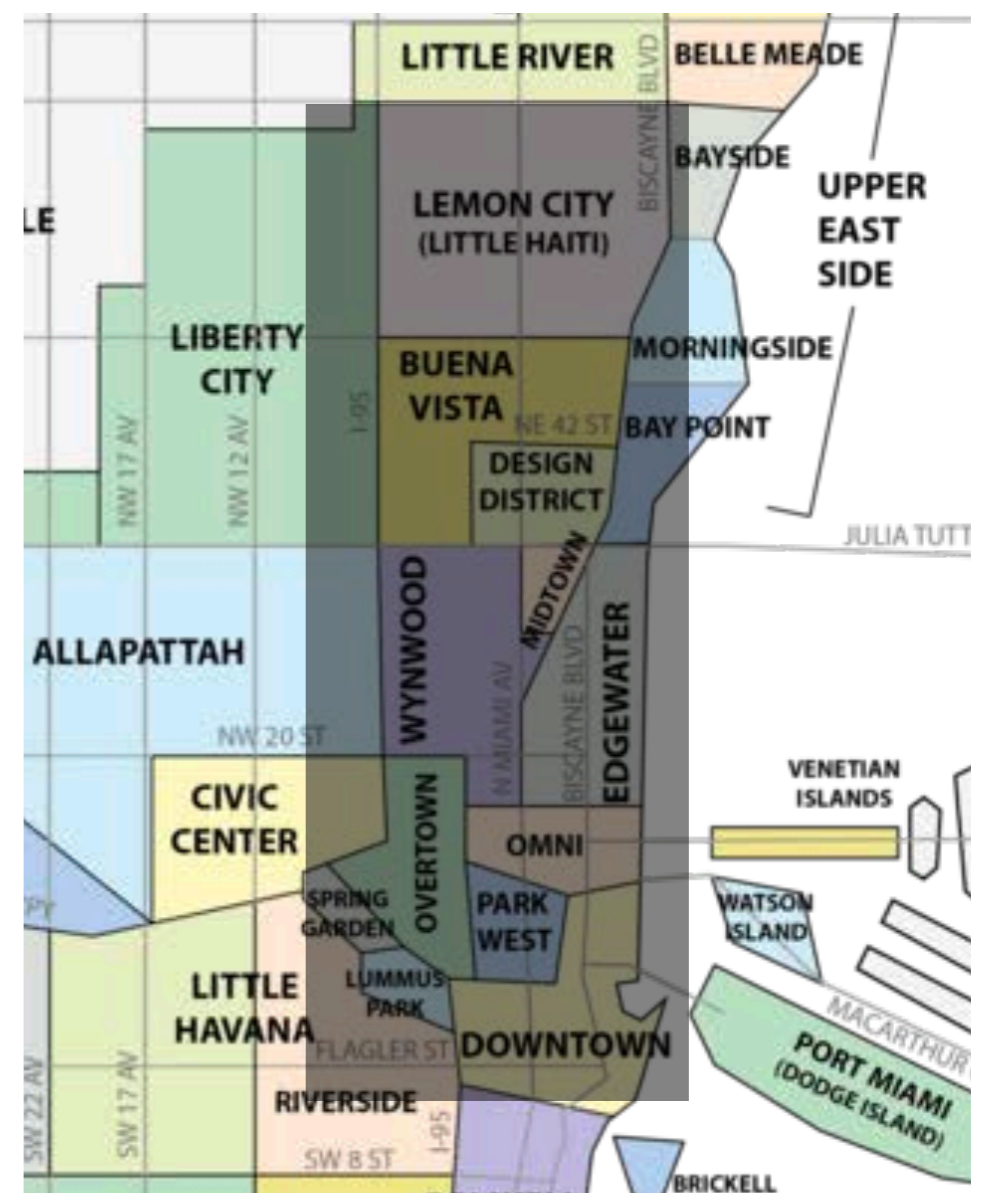 LITTLE RIVER
BISCAYNE BLVD
BELLE MEADE
BAYSIDE
UPPER
EAST
SIDE
LE
LEMON CITY
(LITTLE HAITI)
LIBERTY
CITY
NW 17 AV
NW 12 AV
I-95
BUENA
VISTA
MORNINGSIDE
NE 42 ST
BAY POINT
DESIGN
DISTRICT
JULIA TUTT
MIDTOWN
WYNWOOD
ALLAPATTAH
N MIAMI AV
BISCAYNE BLVD
EDGEWATER
NW 20 ST
VENETIAN
ISLANDS
CIVIC
CENTER
OVERTOWN
OMNI
SPRING
GARDEN
PARK
WEST
WATSON
ISLAND
PY
LITTLE
HAVANA
LUMMUS
PARK
MACARTHUR
FLAGLER ST
DOWNTOWN
PORT MIAMI
(DODGE ISLAND)
SW 22 AV
SW 17 AV
RIVERSIDE
I-95
SW 8 ST
BRICKELL